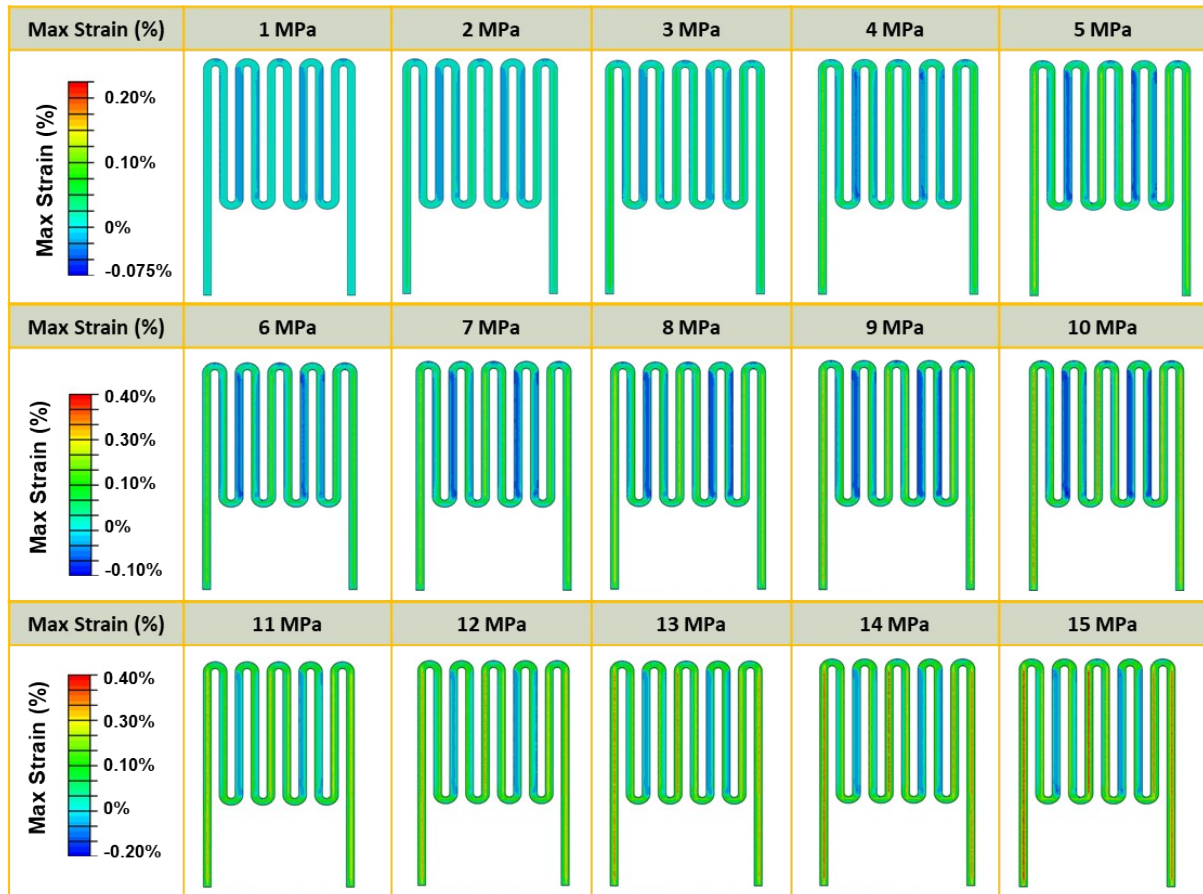 Max Strain (%) 1 MPa 2 MPa 3 MPa 4 MPa 5 MPa
Max Strain (%)
0.20%
0.10%
0%
-0.075%
Max Strain (%) 6 MPa 7 MPa 8 MPa 9 MPa 10 MPa
Max Strain (%)
0.40%
0.30%
0.10%
0%
-0.10%
Max Strain (%) 11 MPa 12 MPa 13 MPa 14 MPa 15 MPa
Max Strain (%)
0.40%
0.30%
0.10%
0%
-0.20%